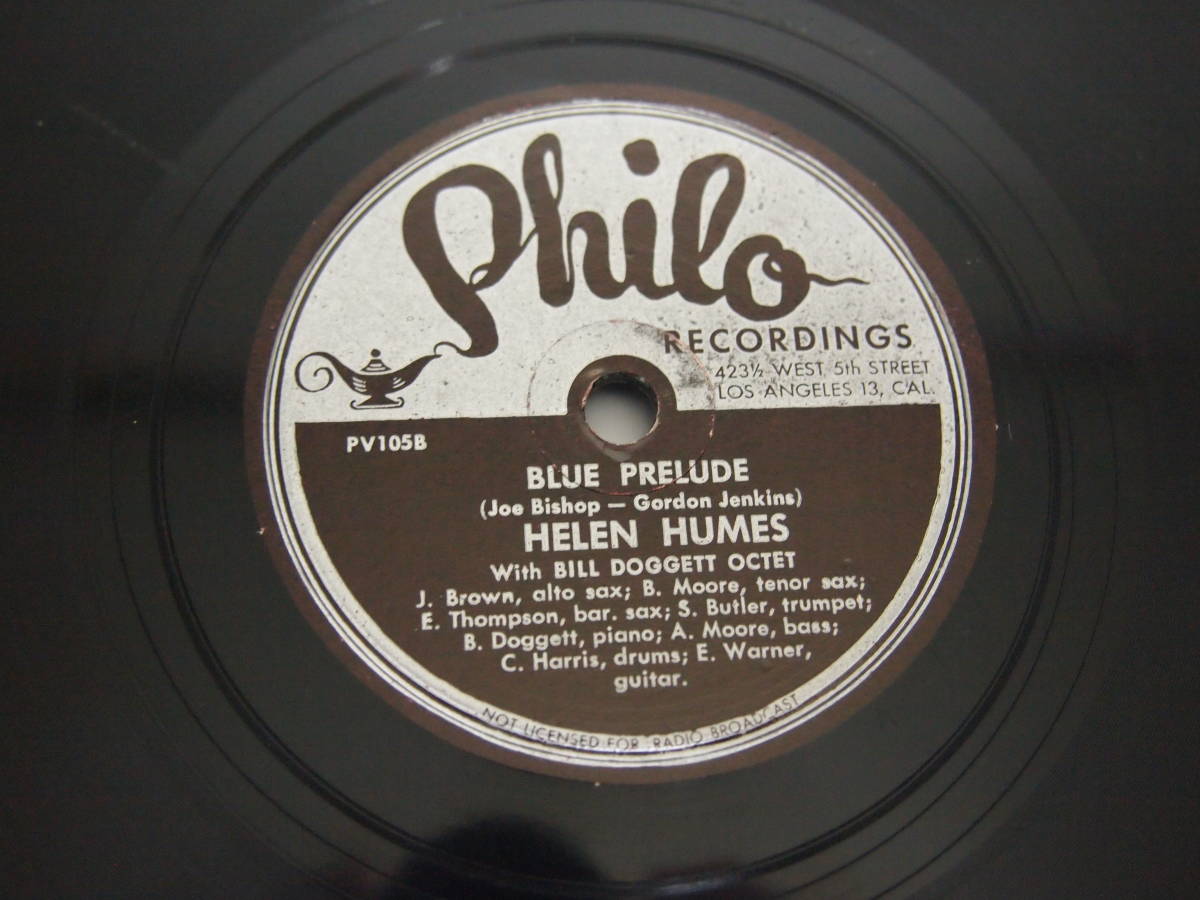 Philo
RECORDINGS
423½ WEST 5th STREET
LOS ANGELES 13, CAL.
PV105B
BLUE PRELUDE
(Joe Bishop — Gordon Jenkins)
HELEN HUMES
With BILL DOGGETT OCTET
J. Brown, alto sax; B. Moore, tenor sax;
E. Thompson, bar. sax; S. Butler, trumpet;
B. Doggett, piano; A. Moore, bass;
C. Harris, drums; E. Warner,
guitar.
NOT LICENSED FOR RADIO BROADCAST